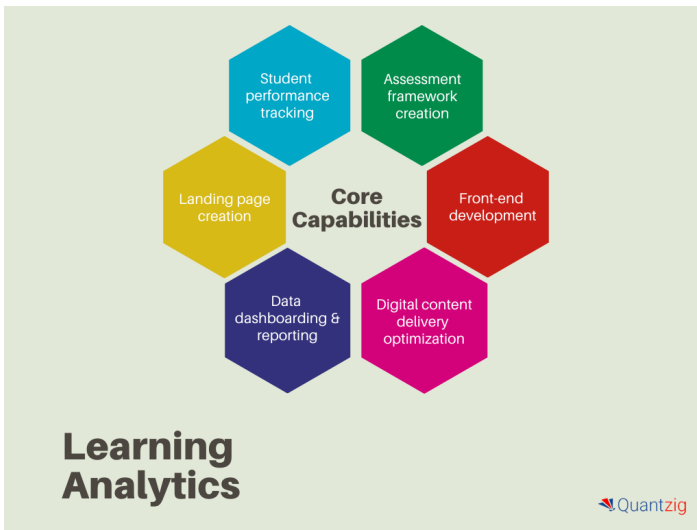 Student
performance
tracking
Assessment
framework
creation
Landing page
creation
Core
Capabilities
Front-end
development
Data
dashboarding &
reporting
Digital content
delivery
optimization
Learning
Analytics
Quantzig